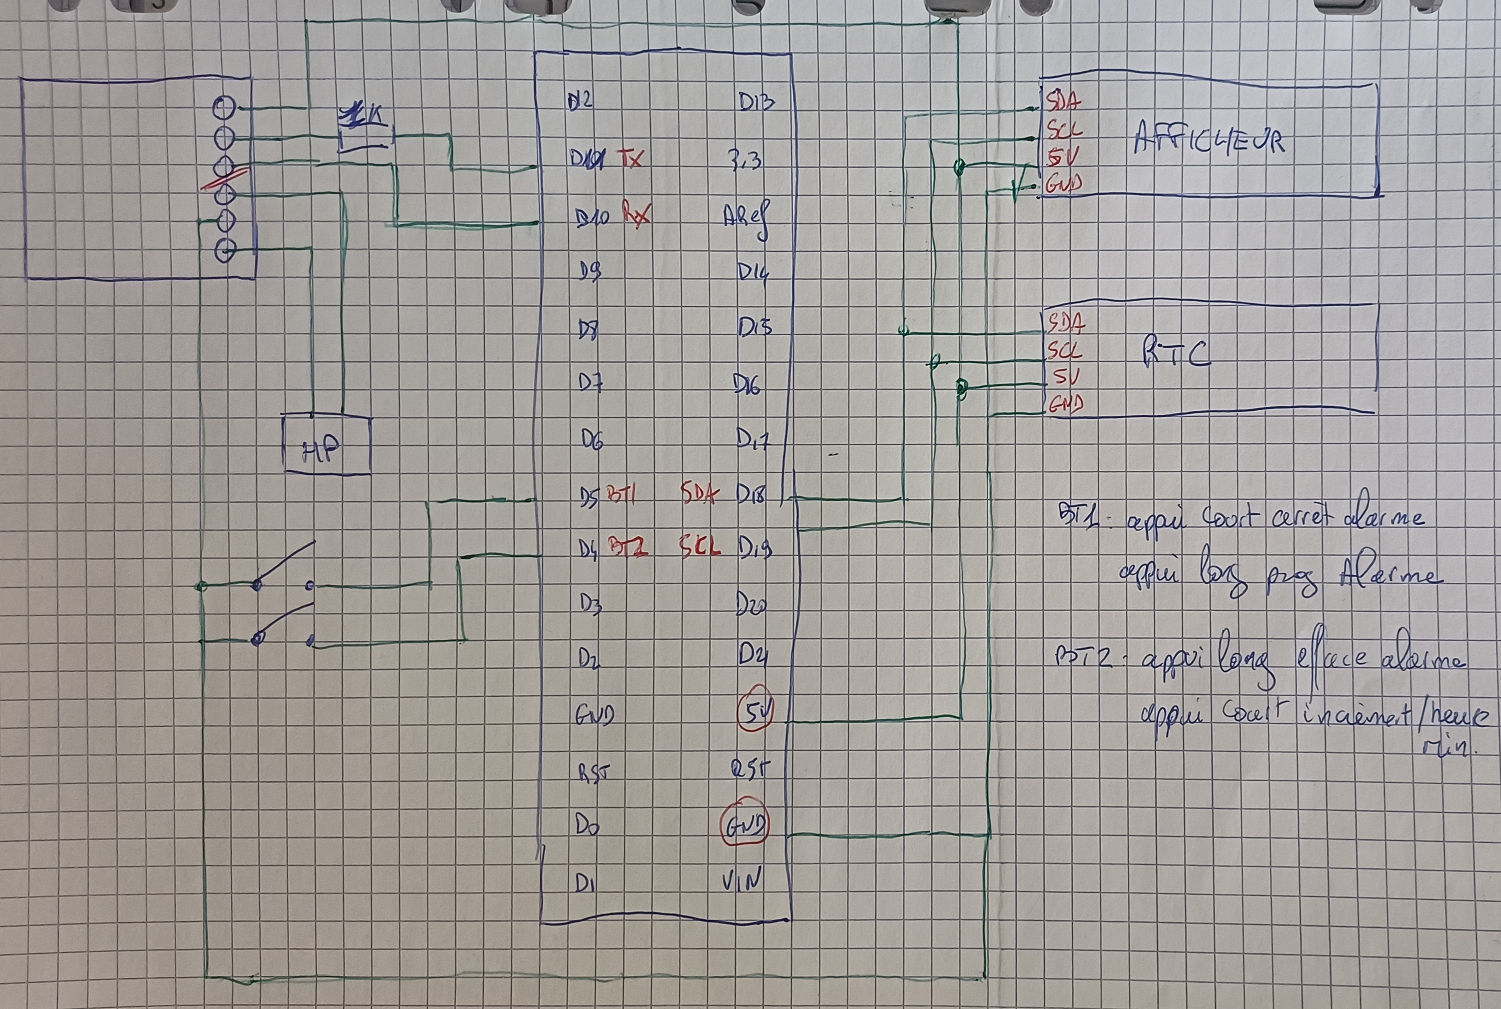 1K
D12 D13
D11 TX 3,3
D10 RX ARef
D9 D14
D8 D15
D7 D16
D6 D17
D5 BT1 SDA D18
D4 BT2 SCL D19
D3 D20
D2 D21
GND 5V
RST RST
D0 GND
D1 VIN
HP
SDA
SCL
5V
GND
AFFICHEUR
SDA
SCL
5V
GND
RTC
BT1 : appui court arrêt alarme
appui long prog Alarme
BT2 : appui long efface alarme
appui court incrément/heure
min.